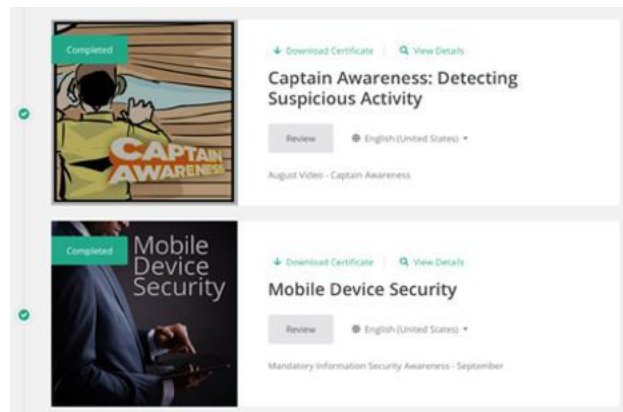 Completed
CAPTAIN
AWARENESS
Download Certificate
View Details
Captain Awareness: Detecting
Suspicious Activity
Review
English (United States)
August Video - Captain Awareness
Completed
Mobile
Device
Security
Download Certificate
View Details
Mobile Device Security
Review
English (United States)
Mandatory Information Security Awareness - September